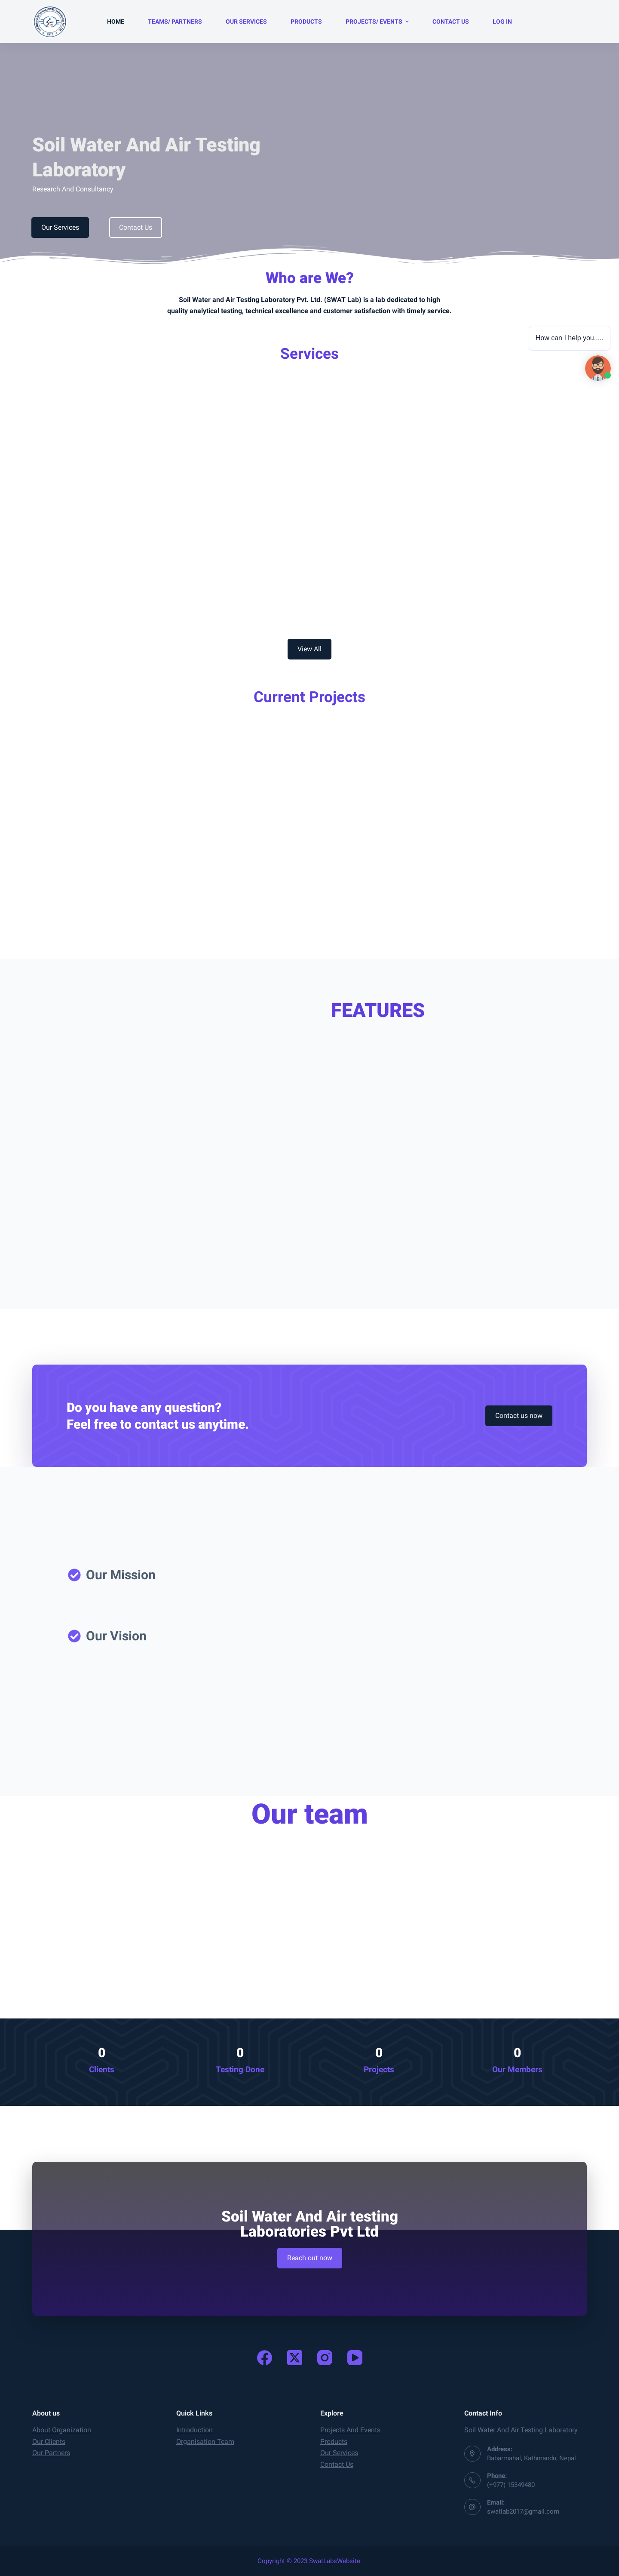 HOME TEAMS/ PARTNERS OUR SERVICES PRODUCTS PROJECTS/ EVENTS CONTACT US LOG IN
Soil Water And Air Testing
Laboratory
Research And Consultancy
Our Services Contact Us
Who are We?
Soil Water and Air Testing Laboratory Pvt. Ltd. (SWAT Lab) is a lab dedicated to high
quality analytical testing, technical excellence and customer satisfaction with timely service.
How can I help you.....
Services
View All
Current Projects
FEATURES
Do you have any question?
Feel free to contact us anytime.
Contact us now
Our Mission
Our Vision
Our team
0 0 0 0
Clients Testing Done Projects Our Members
Soil Water And Air testing
Laboratories Pvt Ltd
Reach out now
About us
About Organization
Our Clients
Our Partners
Quick Links
Introduction
Organisation Team
Explore
Projects And Events
Products
Our Services
Contact Us
Contact Info
Soil Water And Air Testing Laboratory
Address:
Babarmahal, Kathmandu, Nepal
Phone:
(+977) 15349480
Email:
swatlab2017@gmail.com
Copyright © 2023 SwatLabsWebsite